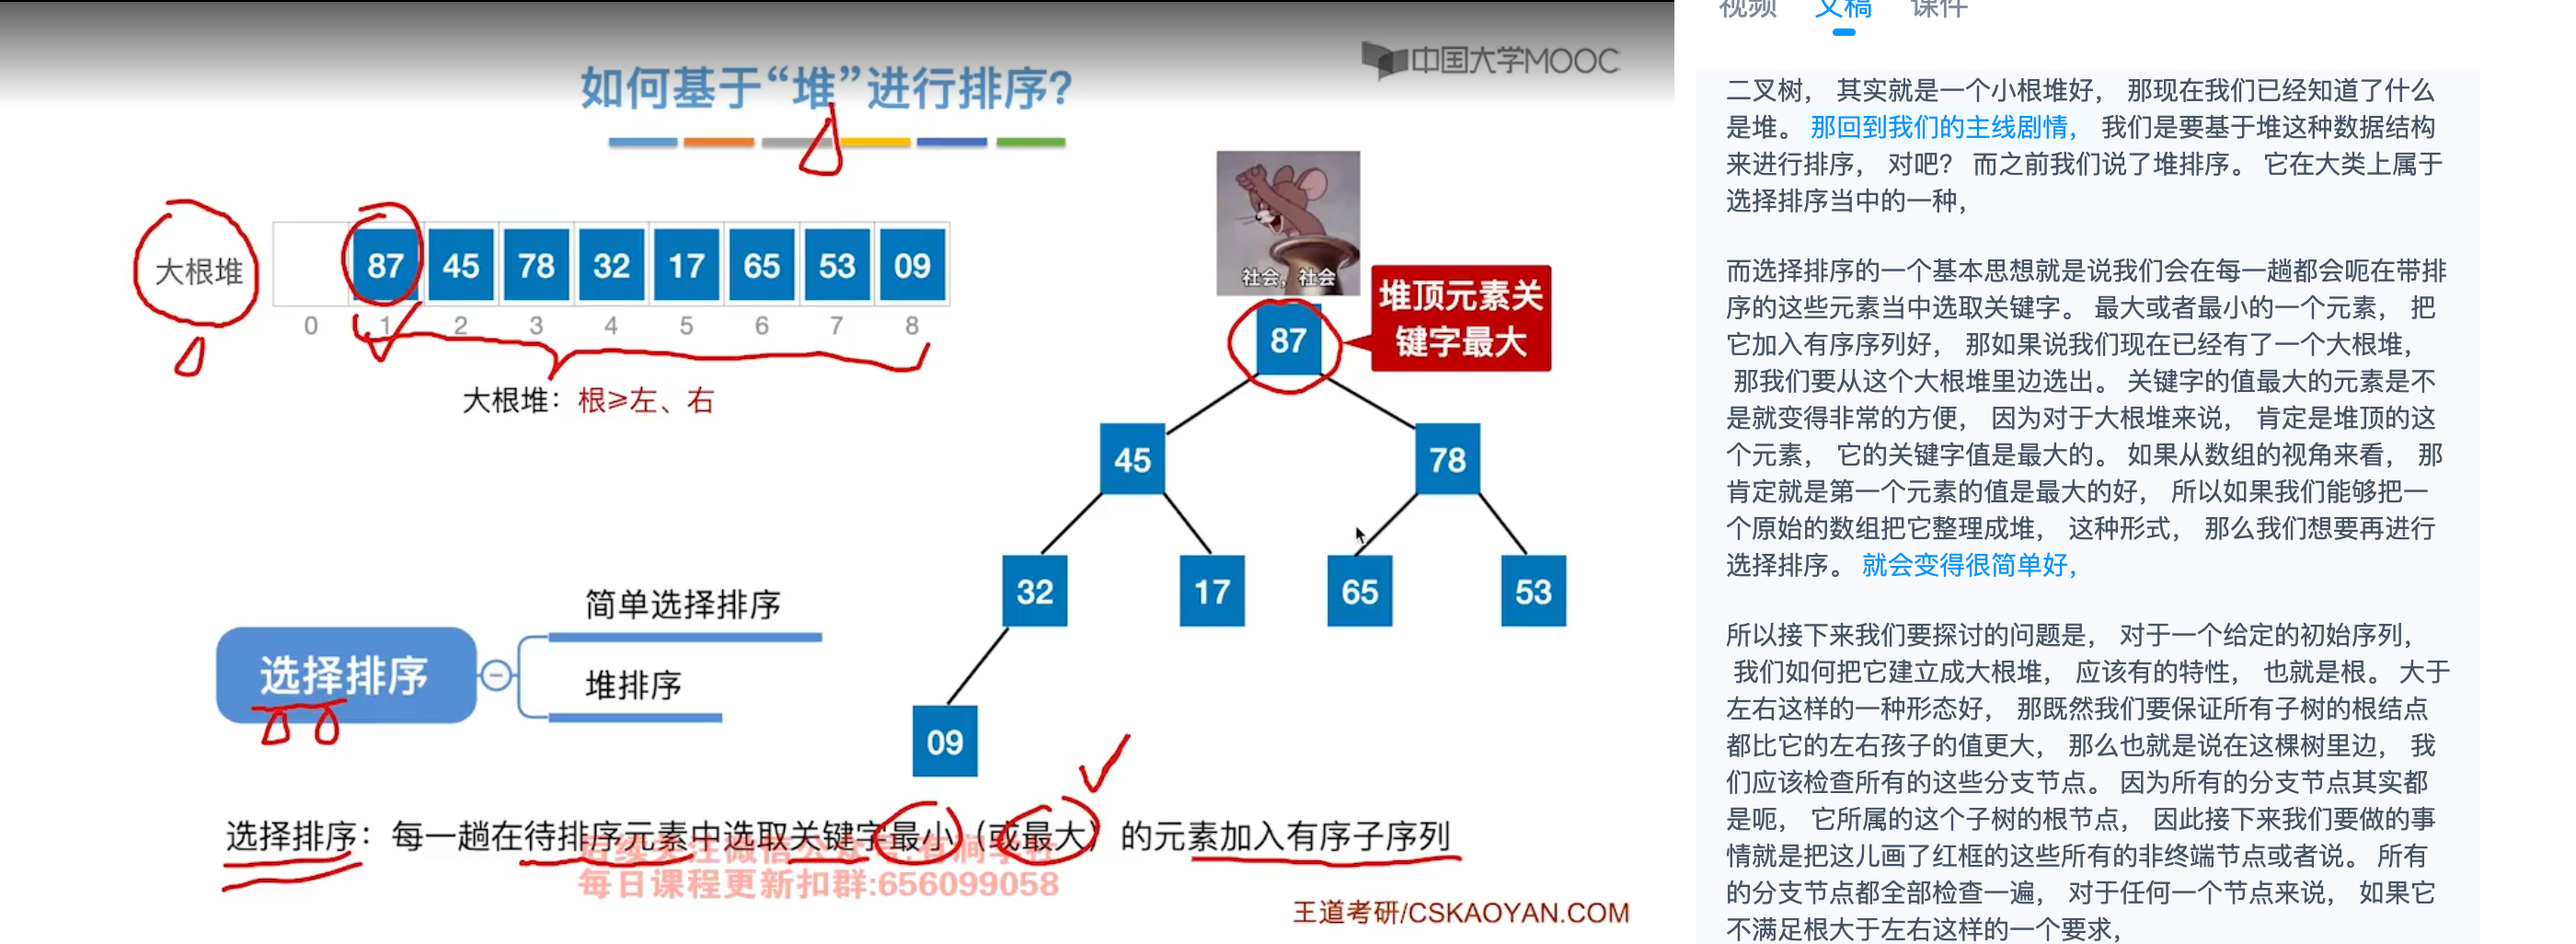 如何基于“堆”进行排序?
中国大学MOOC
大根堆
87 45 78 32 17 65 53 09
0 1 2 3 4 5 6 7 8
大根堆：根≥左、右
社会，社会
堆顶元素关
键字最大
87
45 78
32 17 65 53
09
选择排序
简单选择排序
堆排序
选择排序：每一趟在待排序元素中选取关键字最小（或最大）的元素加入有序子序列
每日课程更新扣群:656099058
王道考研/CSKAOYAN.COM
视频 文稿 课件
二叉树， 其实就是一个小根堆好， 那现在我们已经知道了什么
是堆。 那回到我们的主线剧情， 我们是要基于堆这种数据结构
来进行排序， 对吧？ 而之前我们说了堆排序。 它在大类上属于
选择排序当中的一种，
而选择排序的一个基本思想就是说我们会在每一趟都会呃在带排
序的这些元素当中选取关键字。 最大或者最小的一个元素， 把
它加入有序序列好， 那如果说我们现在已经有了一个大根堆，
那我们要从这个大根堆里边选出。 关键字的值最大的元素是不
是就变得非常的方便， 因为对于大根堆来说， 肯定是堆顶的这
个元素， 它的关键字值是最大的。 如果从数组的视角来看， 那
肯定就是第一个元素的值是最大的好， 所以如果我们能够把一
个原始的数组把它整理成堆， 这种形式， 那么我们想要再进行
选择排序。 就会变得很简单好，
所以接下来我们要探讨的问题是， 对于一个给定的初始序列，
我们如何把它建立成大根堆， 应该有的特性， 也就是根。 大于
左右这样的一种形态好， 那既然我们要保证所有子树的根结点
都比它的左右孩子的值更大， 那么也就是说在这棵树里边， 我
们应该检查所有的这些分支节点。 因为所有的分支节点其实都
是呃， 它所属的这个子树的根节点， 因此接下来我们要做的事
情就是把这儿画了红框的这些所有的非终端节点或者说。 所有
的分支节点都全部检查一遍， 对于任何一个节点来说， 如果它
不满足根大于左右这样的一个要求，